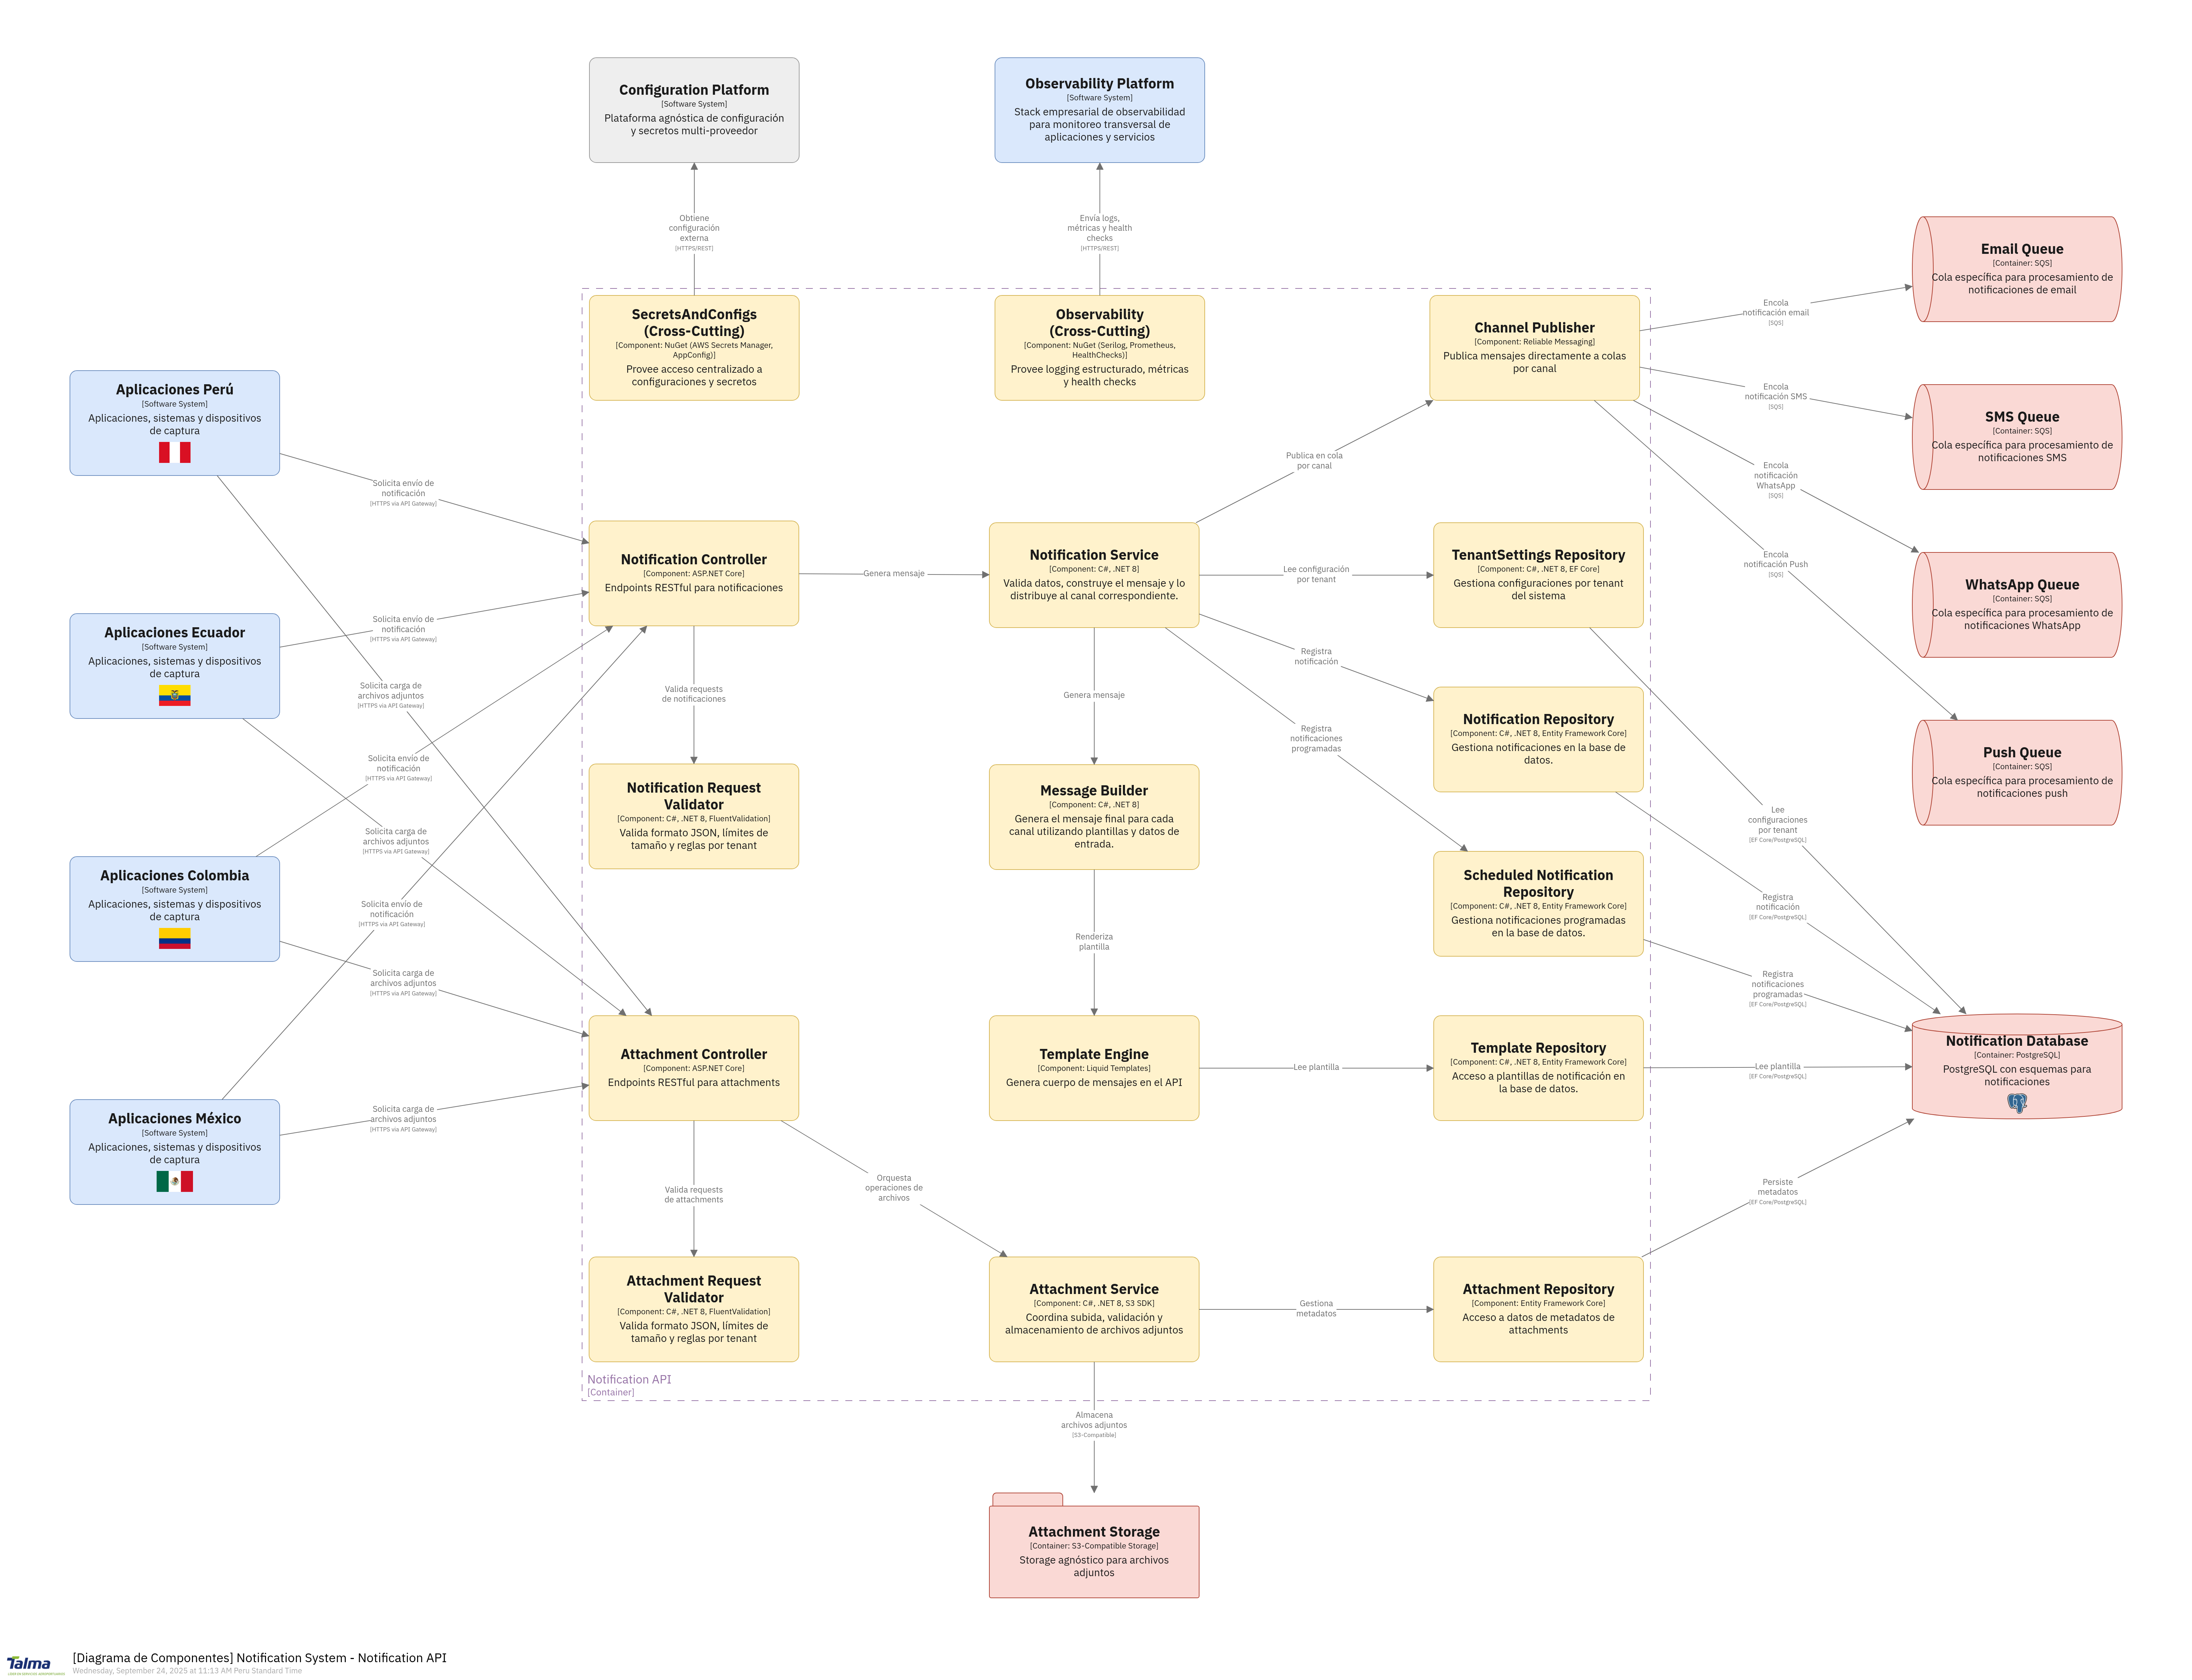 Configuration Platform
[Software System]
Plataforma agnóstica de configuración
y secretos multi-proveedor
Observability Platform
[Software System]
Stack empresarial de observabilidad
para monitoreo transversal de
aplicaciones y servicios
Obtiene
configuración
externa
[HTTPS/REST]
Envía logs,
métricas y health
checks
[HTTPS/REST]
SecretsAndConfigs
(Cross-Cutting)
[Component: NuGet (AWS Secrets Manager,
AppConfig)]
Provee acceso centralizado a
configuraciones y secretos
Observability
(Cross-Cutting)
[Component: NuGet (Serilog, Prometheus,
HealthChecks)]
Provee logging estructurado, métricas
y health checks
Channel Publisher
[Component: Reliable Messaging]
Publica mensajes directamente a colas
por canal
Encola
notificación email
[SQS]
Email Queue
[Container: SQS]
Cola específica para procesamiento de
notificaciones de email
Encola
notificación SMS
[SQS]
SMS Queue
[Container: SQS]
Cola específica para procesamiento de
notificaciones SMS
Encola
notificación
WhatsApp
[SQS]
WhatsApp Queue
[Container: SQS]
Cola específica para procesamiento de
notificaciones WhatsApp
Encola
notificación Push
[SQS]
Push Queue
[Container: SQS]
Cola específica para procesamiento de
notificaciones push
Aplicaciones Perú
[Software System]
Aplicaciones, sistemas y dispositivos
de captura
Solicita envío de
notificación
[HTTPS via API Gateway]
Aplicaciones Ecuador
[Software System]
Aplicaciones, sistemas y dispositivos
de captura
Solicita envío de
notificación
[HTTPS via API Gateway]
Solicita carga de
archivos adjuntos
[HTTPS via API Gateway]
Solicita envío de
notificación
[HTTPS via API Gateway]
Solicita carga de
archivos adjuntos
[HTTPS via API Gateway]
Aplicaciones Colombia
[Software System]
Aplicaciones, sistemas y dispositivos
de captura
Solicita envío de
notificación
[HTTPS via API Gateway]
Solicita carga de
archivos adjuntos
[HTTPS via API Gateway]
Aplicaciones México
[Software System]
Aplicaciones, sistemas y dispositivos
de captura
Solicita carga de
archivos adjuntos
[HTTPS via API Gateway]
Notification Controller
[Component: ASP.NET Core]
Endpoints RESTful para notificaciones
Genera mensaje
Notification Service
[Component: C#, .NET 8]
Valida datos, construye el mensaje y lo
distribuye al canal correspondiente.
Publica en cola
por canal
Lee configuración
por tenant
TenantSettings Repository
[Component: C#, .NET 8, EF Core]
Gestiona configuraciones por tenant
del sistema
Valida requests
de notificaciones
Genera mensaje
Registra
notificación
Registra
notificaciones
programadas
Notification Repository
[Component: C#, .NET 8, Entity Framework Core]
Gestiona notificaciones en la base de
datos.
Notification Request
Validator
[Component: C#, .NET 8, FluentValidation]
Valida formato JSON, límites de
tamaño y reglas por tenant
Message Builder
[Component: C#, .NET 8]
Genera el mensaje final para cada
canal utilizando plantillas y datos de
entrada.
Scheduled Notification
Repository
[Component: C#, .NET 8, Entity Framework Core]
Gestiona notificaciones programadas
en la base de datos.
Lee
configuraciones
por tenant
[EF Core/PostgreSQL]
Registra
notificación
[EF Core/PostgreSQL]
Registra
notificaciones
programadas
[EF Core/PostgreSQL]
Renderiza
plantilla
Attachment Controller
[Component: ASP.NET Core]
Endpoints RESTful para attachments
Template Engine
[Component: Liquid Templates]
Genera cuerpo de mensajes en el API
Lee plantilla
Template Repository
[Component: C#, .NET 8, Entity Framework Core]
Acceso a plantillas de notificación en
la base de datos.
Lee plantilla
[EF Core/PostgreSQL]
Notification Database
[Container: PostgreSQL]
PostgreSQL con esquemas para
notificaciones
Valida requests
de attachments
Orquesta
operaciones de
archivos
Persiste
metadatos
[EF Core/PostgreSQL]
Attachment Request
Validator
[Component: C#, .NET 8, FluentValidation]
Valida formato JSON, límites de
tamaño y reglas por tenant
Attachment Service
[Component: C#, .NET 8, S3 SDK]
Coordina subida, validación y
almacenamiento de archivos adjuntos
Gestiona
metadatos
Attachment Repository
[Component: Entity Framework Core]
Acceso a datos de metadatos de
attachments
Notification API
[Container]
Almacena
archivos adjuntos
[S3-Compatible]
Attachment Storage
[Container: S3-Compatible Storage]
Storage agnóstico para archivos
adjuntos
Talma
[Diagrama de Componentes] Notification System - Notification API
Wednesday, September 24, 2025 at 11:13 AM Peru Standard Time